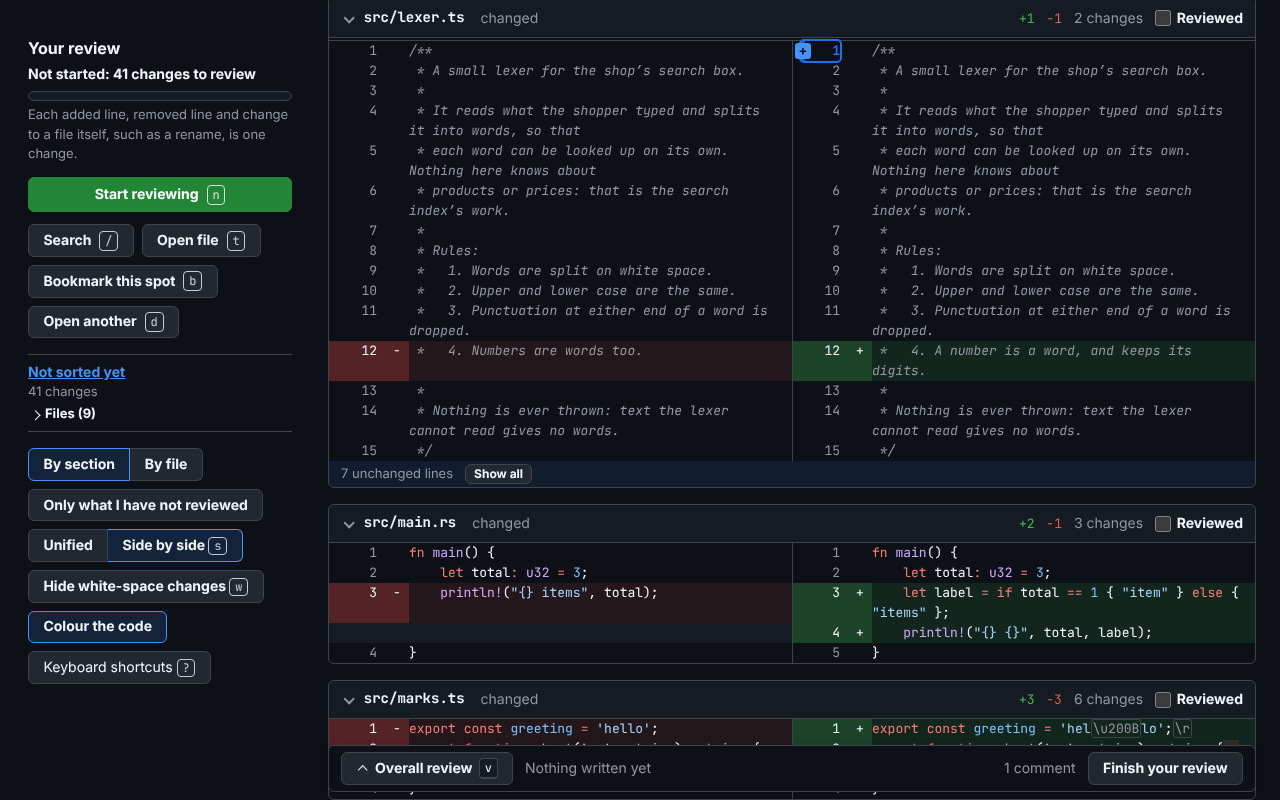 Your review
Not started: 41 changes to review
Each added line, removed line and change
to a file itself, such as a rename, is one
change.
Start reviewing n
Search /
Open file t
Bookmark this spot b
Open another d
Not sorted yet
41 changes
Files (9)
By section
By file
Only what I have not reviewed
Unified
Side by side s
Hide white-space changes w
Colour the code
Keyboard shortcuts ?
src/lexer.ts changed +1 -1 2 changes Reviewed
1 /**
2 * A small lexer for the shop’s search box.
3 *
4 * It reads what the shopper typed and splits
it into words, so that
5 * each word can be looked up on its own.
Nothing here knows about
6 * products or prices: that is the search
index’s work.
7 *
8 * Rules:
9 *   1. Words are split on white space.
10 *   2. Upper and lower case are the same.
11 *   3. Punctuation at either end of a word is
dropped.
12 - *   4. Numbers are words too.
13 *
14 * Nothing is ever thrown: text the lexer
cannot read gives no words.
15 */
+ 1 /**
2 * A small lexer for the shop’s search box.
3 *
4 * It reads what the shopper typed and splits
it into words, so that
5 * each word can be looked up on its own.
Nothing here knows about
6 * products or prices: that is the search
index’s work.
7 *
8 * Rules:
9 *   1. Words are split on white space.
10 *   2. Upper and lower case are the same.
11 *   3. Punctuation at either end of a word is
dropped.
12 + *   4. A number is a word, and keeps its
digits.
13 *
14 * Nothing is ever thrown: text the lexer
cannot read gives no words.
15 */
7 unchanged lines Show all
src/main.rs changed +2 -1 3 changes Reviewed
1 fn main() {
2     let total: u32 = 3;
3 -     println!("{} items", total);
4 }
1 fn main() {
2     let total: u32 = 3;
3 +     let label = if total == 1 { "item" } else {
"items" };
4 +     println!("{} {}", total, label);
5 }
src/marks.ts changed +3 -3 6 changes Reviewed
1 - export const greeting = 'hello';
1 + export const greeting = 'hel\u200Blo';\r
Overall review v
Nothing written yet
1 comment
Finish your review